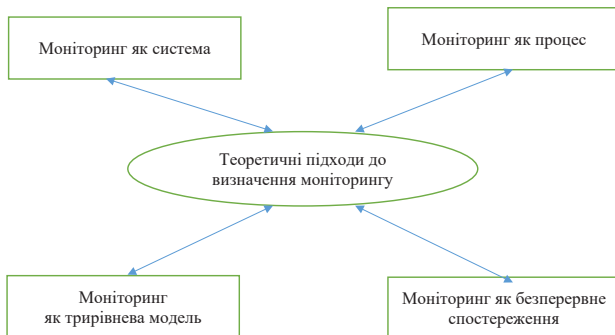 Моніторинг як система
Моніторинг як процес
Теоретичні підходи до
визначення моніторингу
Моніторинг
як трирівнева модель
Моніторинг як безперервне
спостереження